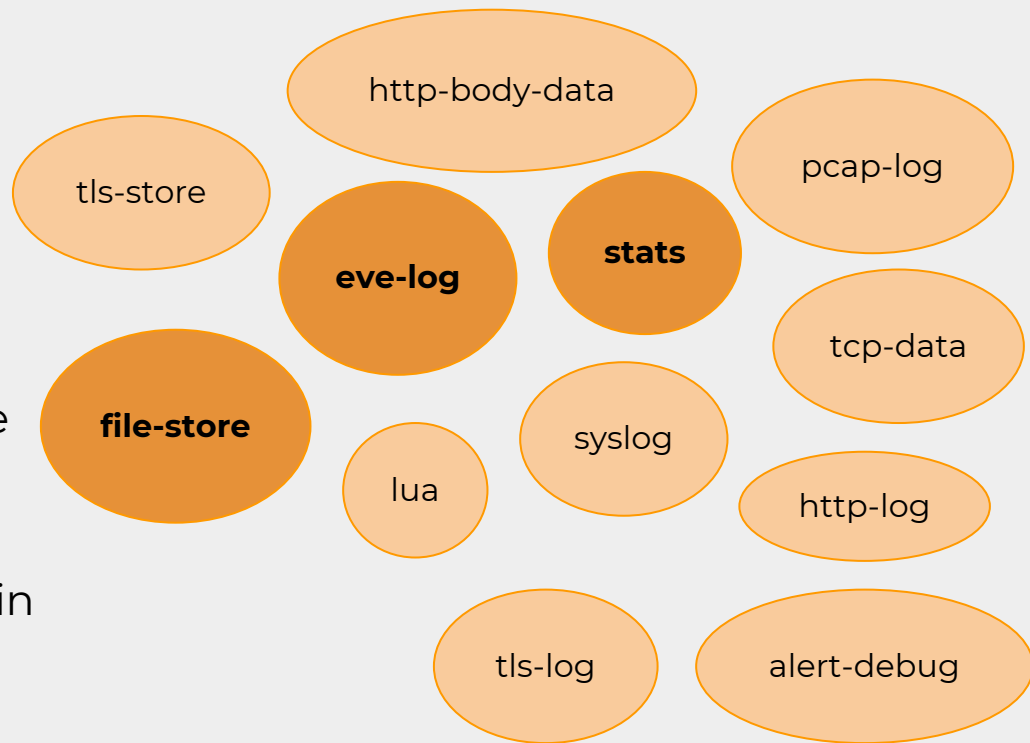 http-body-data
pcap-log
tls-store
stats
eve-log
tcp-data
file-store
syslog
lua
http-log
in
tls-log
alert-debug